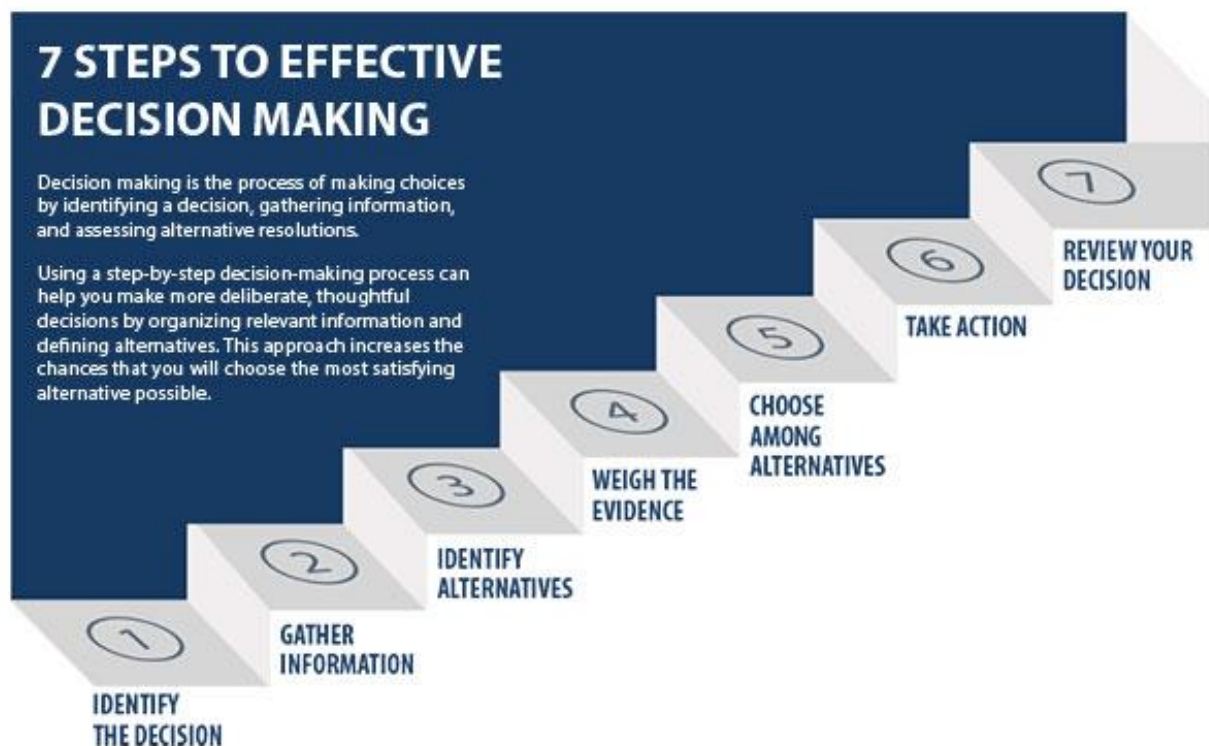 7 STEPS TO EFFECTIVE
DECISION MAKING
Decision making is the process of making choices
by identifying a decision, gathering information,
and assessing alternative resolutions.
Using a step-by-step decision-making process can
help you make more deliberate, thoughtful
decisions by organizing relevant information and
defining alternatives. This approach increases the
chances that you will choose the most satisfying
alternative possible.
1
IDENTIFY
THE DECISION
2
GATHER
INFORMATION
3
IDENTIFY
ALTERNATIVES
4
WEIGH THE
EVIDENCE
5
CHOOSE
AMONG
ALTERNATIVES
6
TAKE ACTION
7
REVIEW YOUR
DECISION